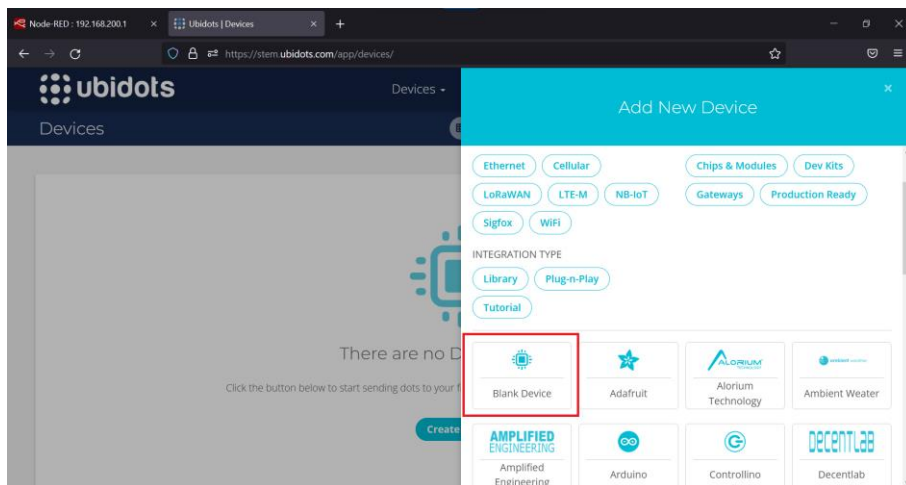 Node-RED : 192.168.200.1
Ubidots | Devices
https://stem.ubidots.com/app/devices/
ubidots
Devices
Devices
There are no D
Click the button below to start sending dots to your f
Create
Add New Device
Ethernet Cellular
LoRaWAN LTE-M NB-IoT
Sigfox WiFi
Chips & Modules Dev Kits
Gateways Production Ready
INTEGRATION TYPE
Library Plug-n-Play
Tutorial
Blank Device
Adafruit
ALORIUM
TECHNOLOGY
Alorium
Technology
ambient weather
Ambient Weater
AMPLIFIED
ENGINEERING
Amplified
Engineering
Arduino
Controllino
DECENTLAB
Decentlab